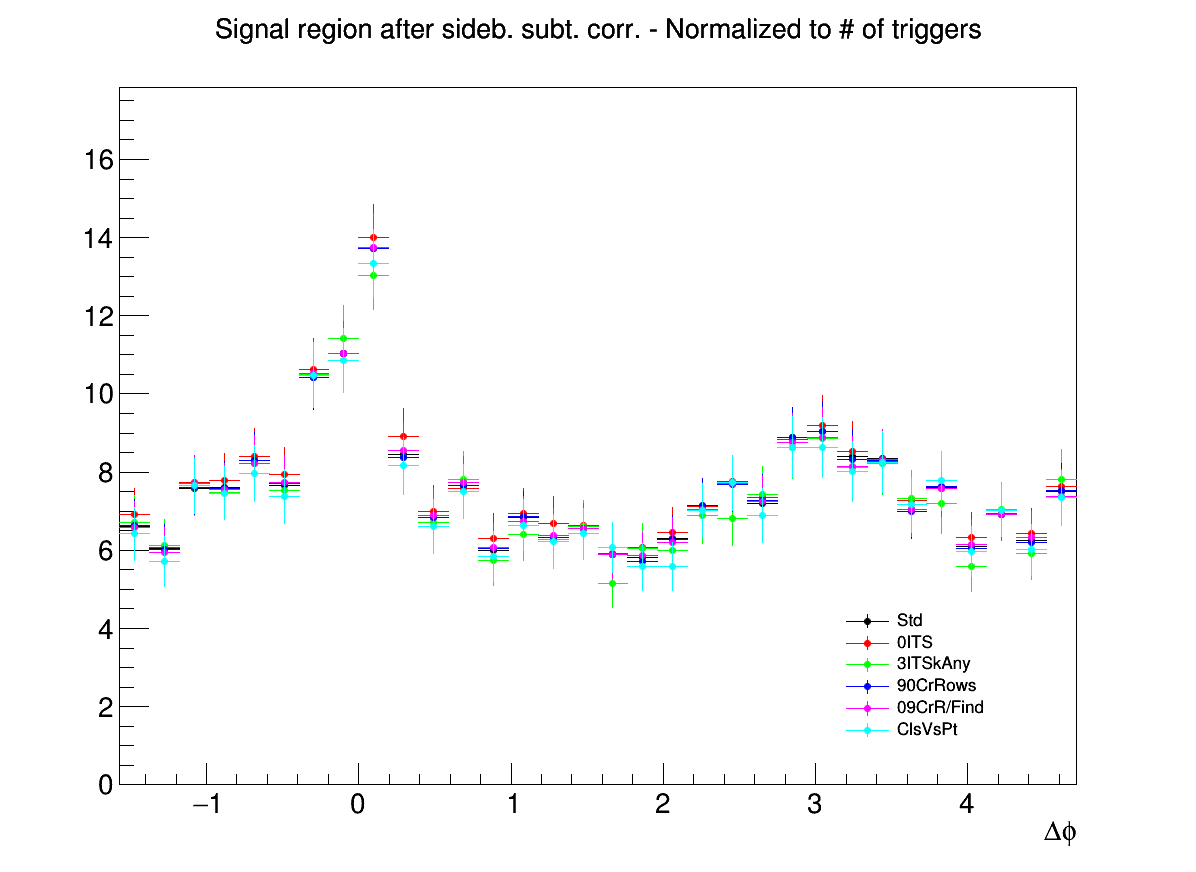 Signal region after sideb. subt. corr. - Normalized to # of triggers
16
14
12
10
8
6
4
2
0
Std
0ITS
3ITSkAny
90CrRows
09CrR/Find
ClsVsPt
−1 0 1 2 3 4
Δϕ